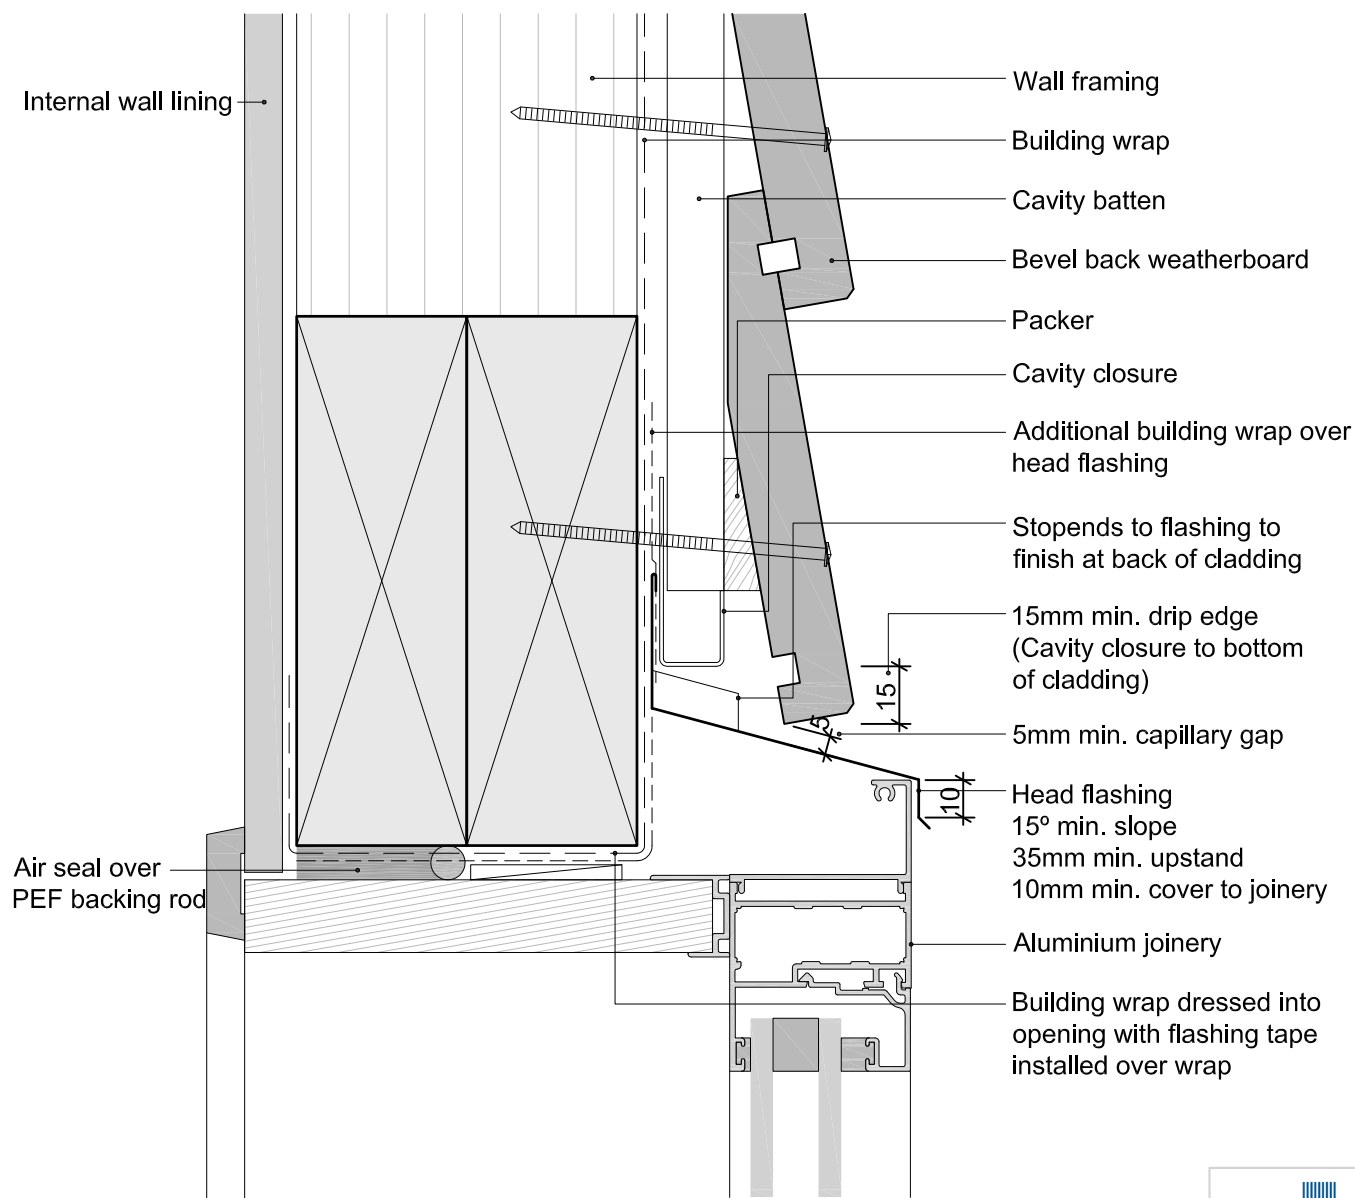 Internal wall lining
Wall framing
Building wrap
Cavity batten
Bevel back weatherboard
Packer
Cavity closure
Additional building wrap over
head flashing
Stopends to flashing to
finish at back of cladding
15mm min. drip edge
(Cavity closure to bottom
of cladding)
15
5
5mm min. capillary gap
10
Head flashing
15º min. slope
35mm min. upstand
10mm min. cover to joinery
Air seal over
PEF backing rod
Aluminium joinery
Building wrap dressed into
opening with flashing tape
installed over wrap